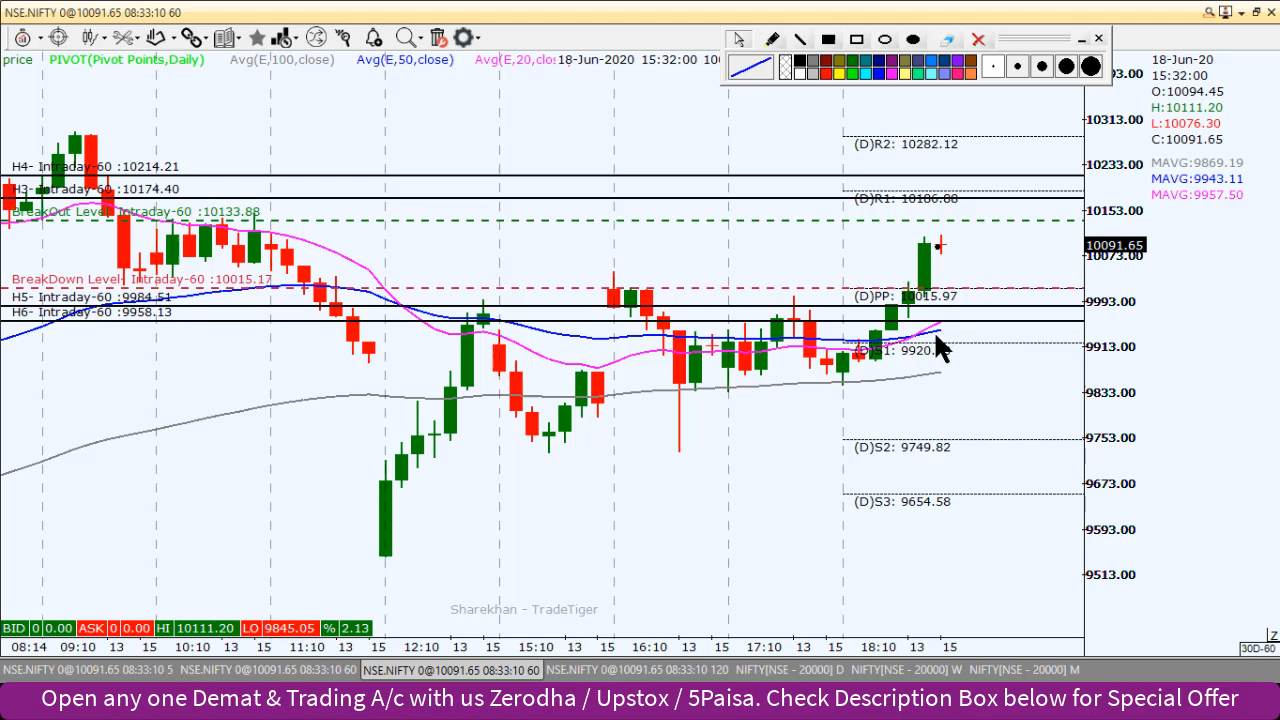 NSE.NIFTY 0@10091.65 08:33:10 60
price PIVOT(Pivot Points,Daily) Avg(E,100,close) Avg(E,50,close) Avg(E,20,clo: 18-Jun-2020 15:32:00
18-Jun-20
15:32:00
O:10094.45
H:10111.20
L:10076.30
C:10091.65
MAVG:9869.19
MAVG:9943.11
MAVG:9957.50
10313.00
10233.00
10153.00
10091.65
10073.00
9993.00
9913.00
9833.00
9753.00
9673.00
9593.00
9513.00
(D)R2: 10282.12
H4- Intraday-60 :10214.21
H3- Intraday-60 :10174.40
(D)R1: 10186.88
BreakOut Level- Intraday-60 :10133.83
BreakDown Level- Intraday-60 :10015.17
(D)PP: 10015.97
H5- Intraday-60 :9984.51
H6- Intraday-60 :9958.13
(D)S1: 9920.
(D)S2: 9749.82
(D)S3: 9654.58
Sharekhan - TradeTiger
BID 0 0.00 ASK 0 0.00 HI 10111.20 LO 9845.05 % 2.13
08:14 09:10 13 15 10:10 13 15 11:10 13 15 12:10 13 15 15 13 15 16:10 13 15 17:10 13 15 18:10 13 15
Z
30D-60
NSE.NIFTY 0@10091.65 08:33:10 5 NSE.NIFTY 0@10091.65 08:33:10 60 NSE.NIFTY 0@10091.65 08:33:10 60 NSE.NIFTY 0@10091.65 08:33:10 120 NIFTY[NSE - 20000] D NIFTY[NSE - 20000] W NIFTY[NSE - 20000] M
Open any one Demat & Trading A/c with us Zerodha / Upstox / 5Paisa. Check Description Box below for Special Offer